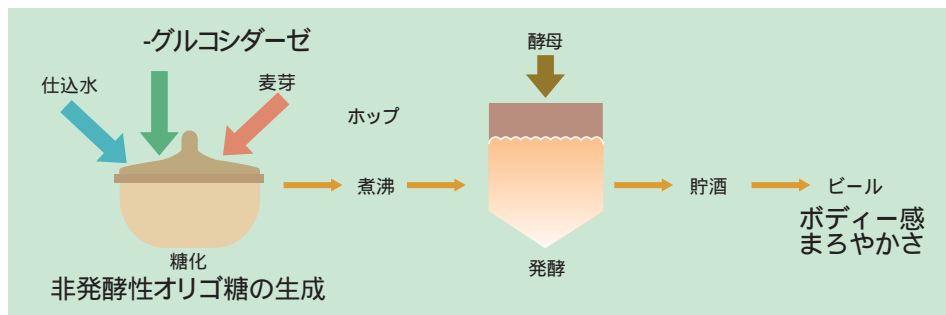 -グルコシダーゼ
仕込水
麦芽
糖化
非発酵性オリゴ糖の生成
ホップ
煮沸
酵母
発酵
貯酒
ビール
ボディー感
まろやかさ